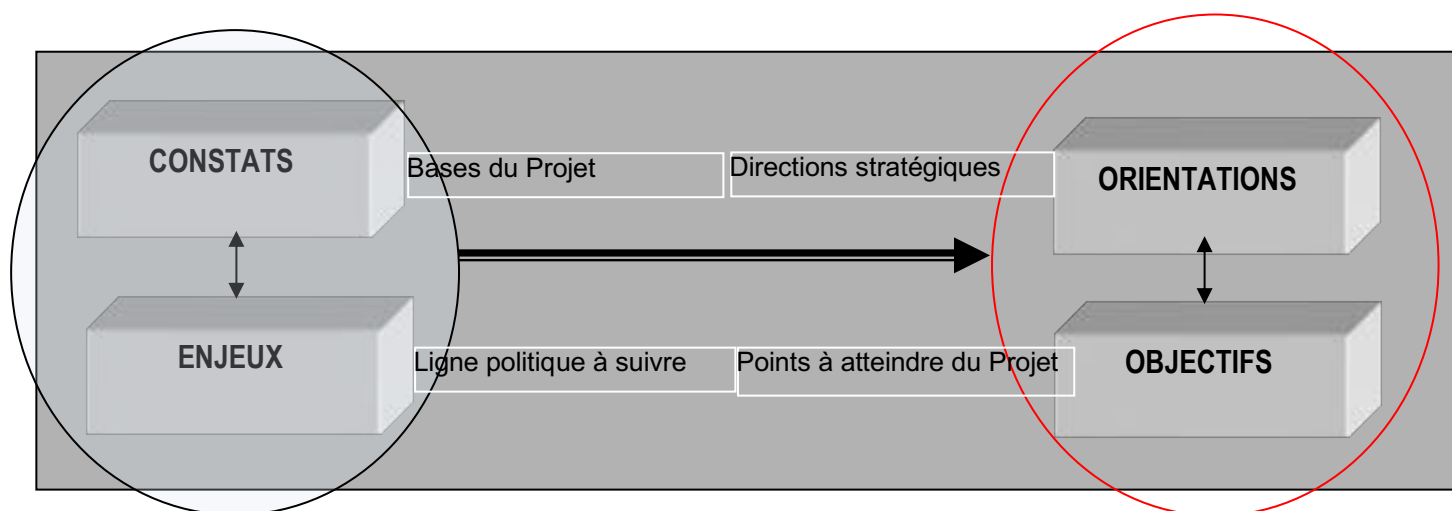 CONSTATS
Bases du Projet
Directions stratégiques
ORIENTATIONS
ENJEUX
Ligne politique à suivre
Points à atteindre du Projet
OBJECTIFS